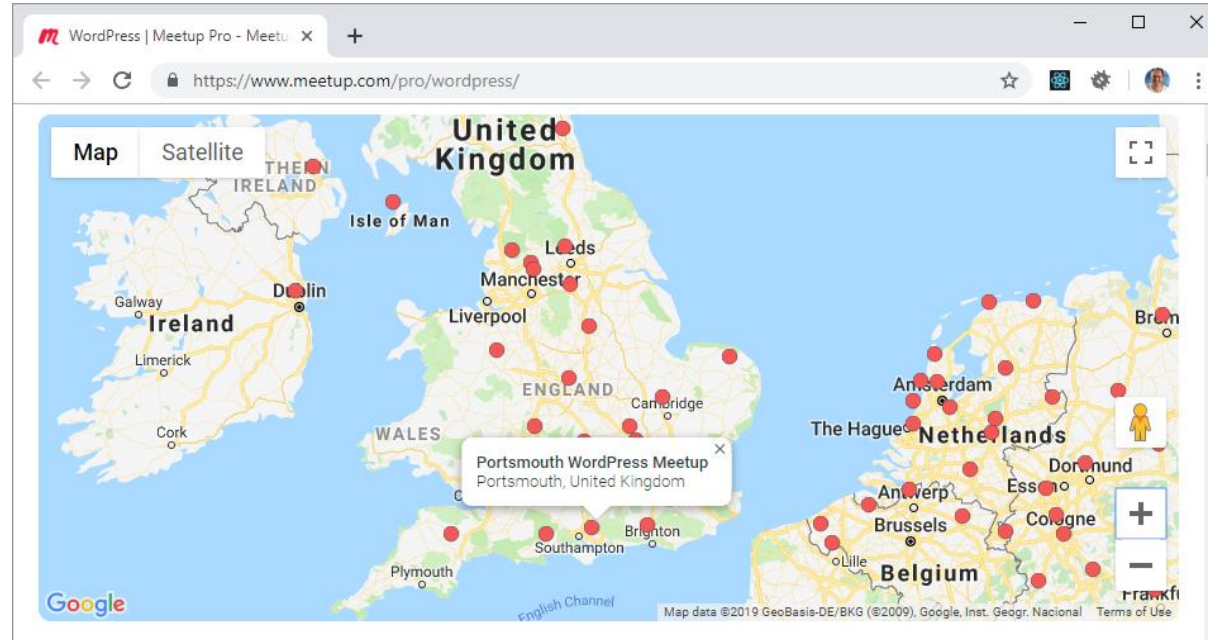 WordPress | Meetup Pro - Meetu
https://www.meetup.com/pro/wordpress/
Map Satellite
United
Kingdom
IRELAND
Isle of Man
Leeds
Manchester
Liverpool
Dublin
Galway
Ireland
Limerick
Cork
ENGLAND
Cambridge
WALES
Portsmouth WordPress Meetup
Portsmouth, United Kingdom
Southampton
Brighton
Plymouth
English Channel
Amsterdam
The Hague
Netherlands
Dortmund
Essen
Antwerp
Brussels
Cologne
Lille
Belgium
Brem
Frankf
Google
Map data ©2019 GeoBasis-DE/BKG (©2009), Google, Inst. Geogr. Nacional Terms of Use